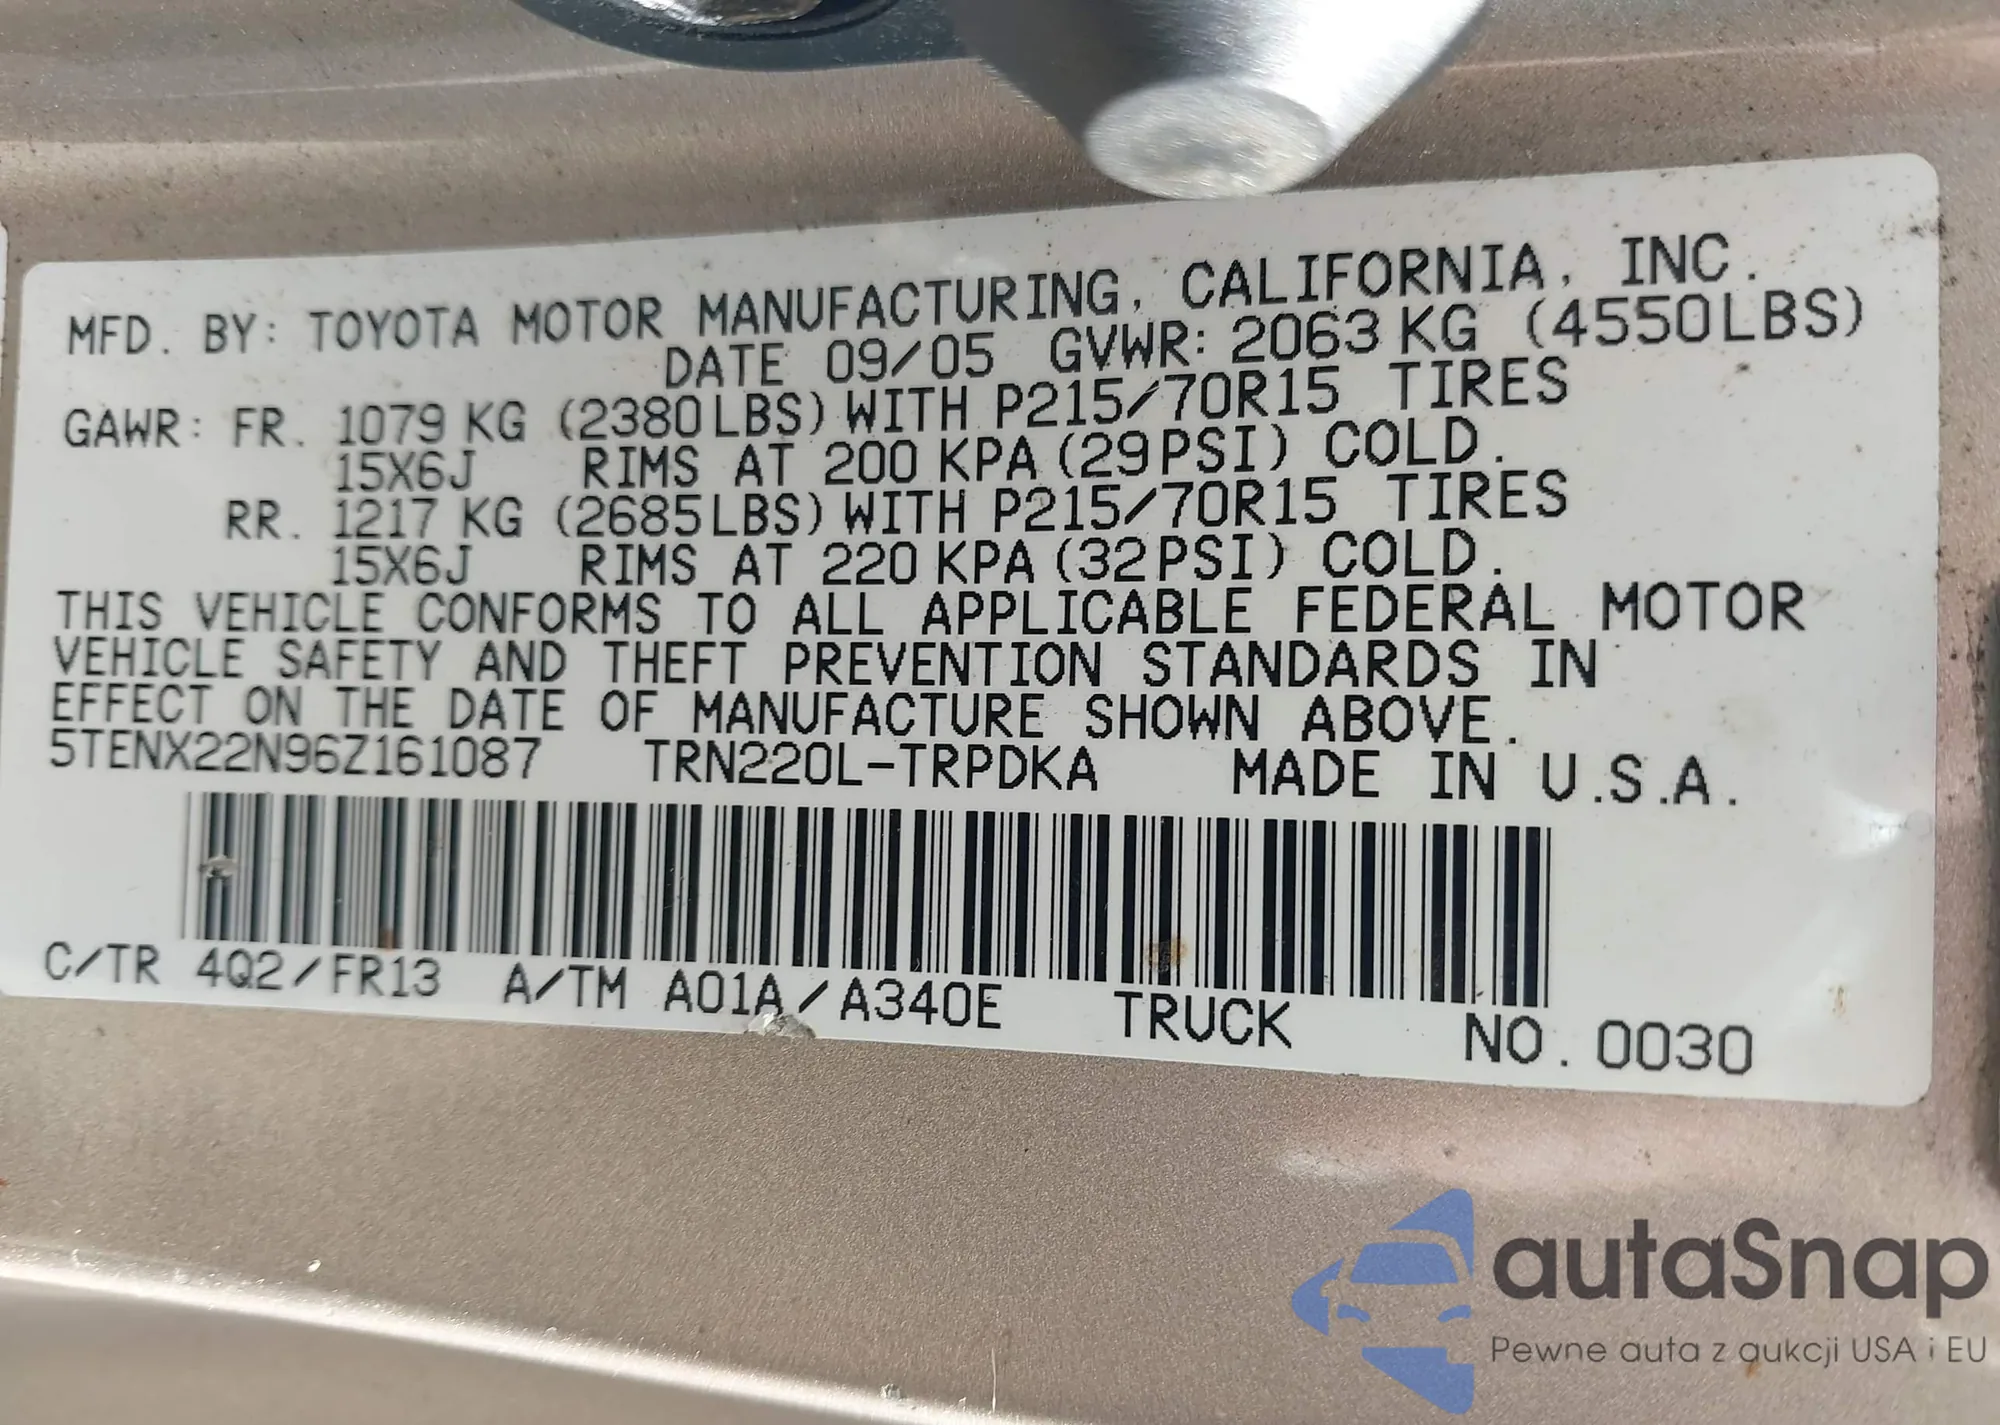 MFD. BY: TOYOTA MOTOR MANUFACTURING, CALIFORNIA, INC.
DATE 09/05 GVWR: 2063 KG (4550LBS)
GAWR: FR. 1079 KG (2380LBS) WITH P215/70R15 TIRES
15X6J RIMS AT 200 KPA (29PSI) COLD.
RR. 1217 KG (2685LBS) WITH P215/70R15 TIRES
15X6J RIMS AT 220 KPA (32PSI) COLD.
THIS VEHICLE CONFORMS TO ALL APPLICABLE FEDERAL MOTOR
VEHICLE SAFETY AND THEFT PREVENTION STANDARDS IN
EFFECT ON THE DATE OF MANUFACTURE SHOWN ABOVE.
5TENX22N96Z161087 TRN220L-TRPDKA MADE IN U.S.A.
C/TR 4Q2/FR13 A/TM A01A/A340E TRUCK NO. 0030
autaSnap
Pewne auta z aukcji USA i EU